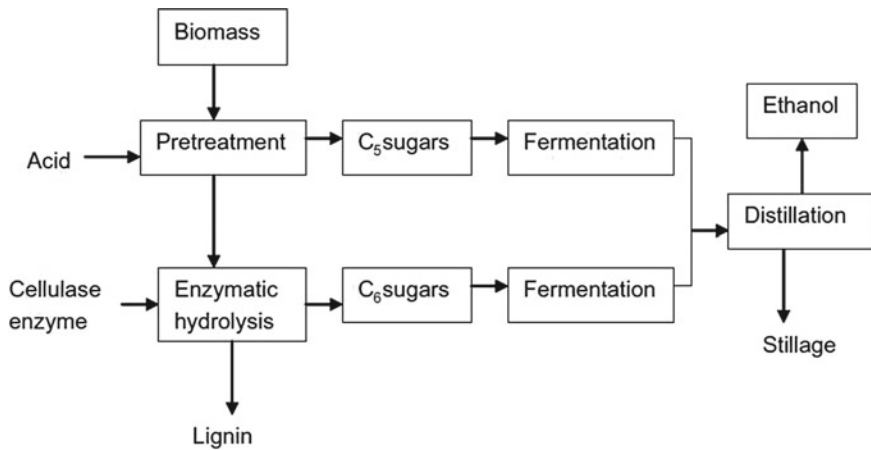 Biomass
Ethanol
Acid
Pretreatment
C₅sugars
Fermentation
Distillation
Cellulase
enzyme
Enzymatic
hydrolysis
C₆sugars
Fermentation
Stillage
Lignin